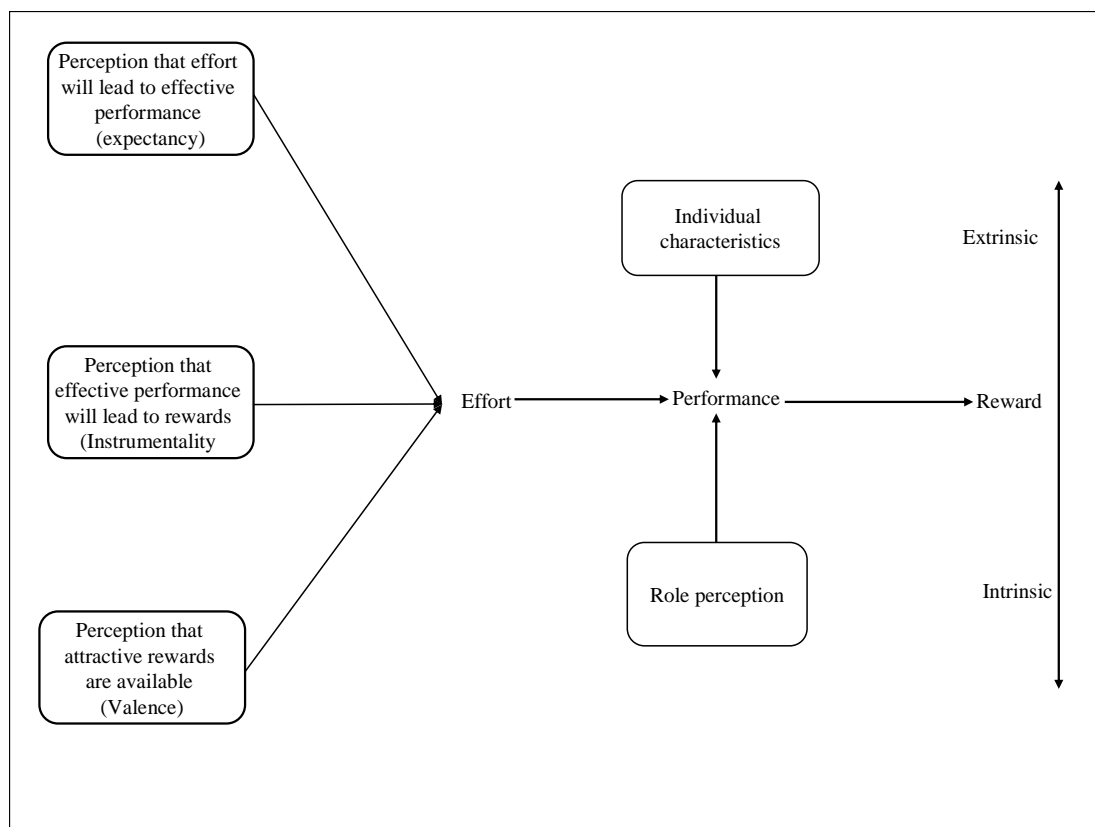 Perception that effort
will lead to effective
performance
(expectancy)
Individual
characteristics
Extrinsic
Perception that
effective performance
will lead to rewards
(Instrumentality
Effort
Performance
Reward
Role perception
Intrinsic
Perception that
attractive rewards
are available
(Valence)